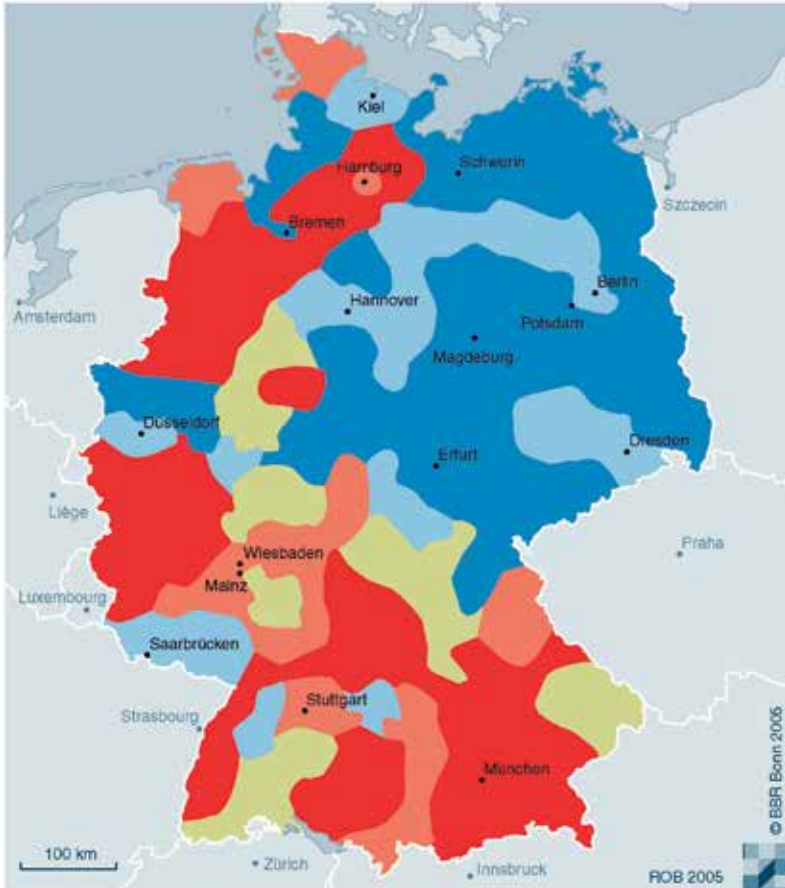 Kiel
Hamburg
Schwerin
Szczecin
Bremen
Berlin
Hannover
Amsterdam
Potsdam
Magdeburg
Düsseldorf
Dresden
Erfurt
Liège
Praha
Wiesbaden
Mainz
Luxembourg
Saarbrücken
Stuttgart
Strasbourg
München
© BBR Bonn 2005
100 km
Zürich
Innsbruck
ROB 2005